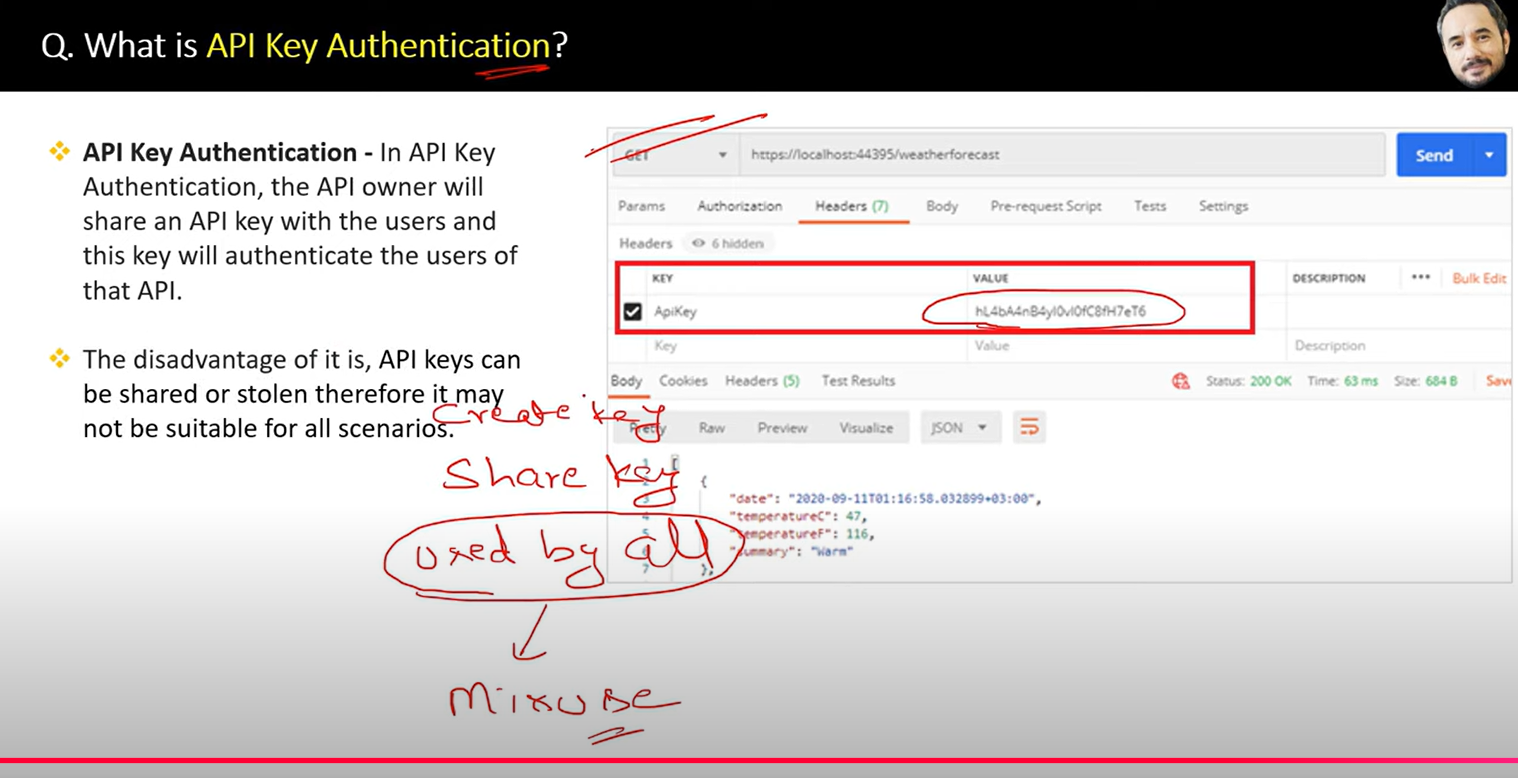 Q. What is API Key Authentication?
API Key Authentication - In API Key
Authentication, the API owner will
share an API key with the users and
this key will authenticate the users of
that API.
The disadvantage of it is, API keys can
be shared or stolen therefore it may
not be suitable for all scenarios.
Create key
Share key
used by all
Misuse
GET https://localhost:44395/weatherforecast Send
Params Authorization Headers (7) Body Pre-request Script Tests Settings
Headers 6 hidden
KEY VALUE DESCRIPTION ••• Bulk Edit
ApiKey hL4bA4nB4yI0vI0fC8fH7eT6
Key Value Description
Body Cookies Headers (5) Test Results Status: 200 OK Time: 63 ms Size: 684 B Save
Pretty Raw Preview Visualize JSON
1 [
2 {
3 "date": "2020-09-11T01:16:58.032899+03:00",
4 "temperatureC": 47,
5 "temperatureF": 116,
6 "summary": "Warm"
7 },